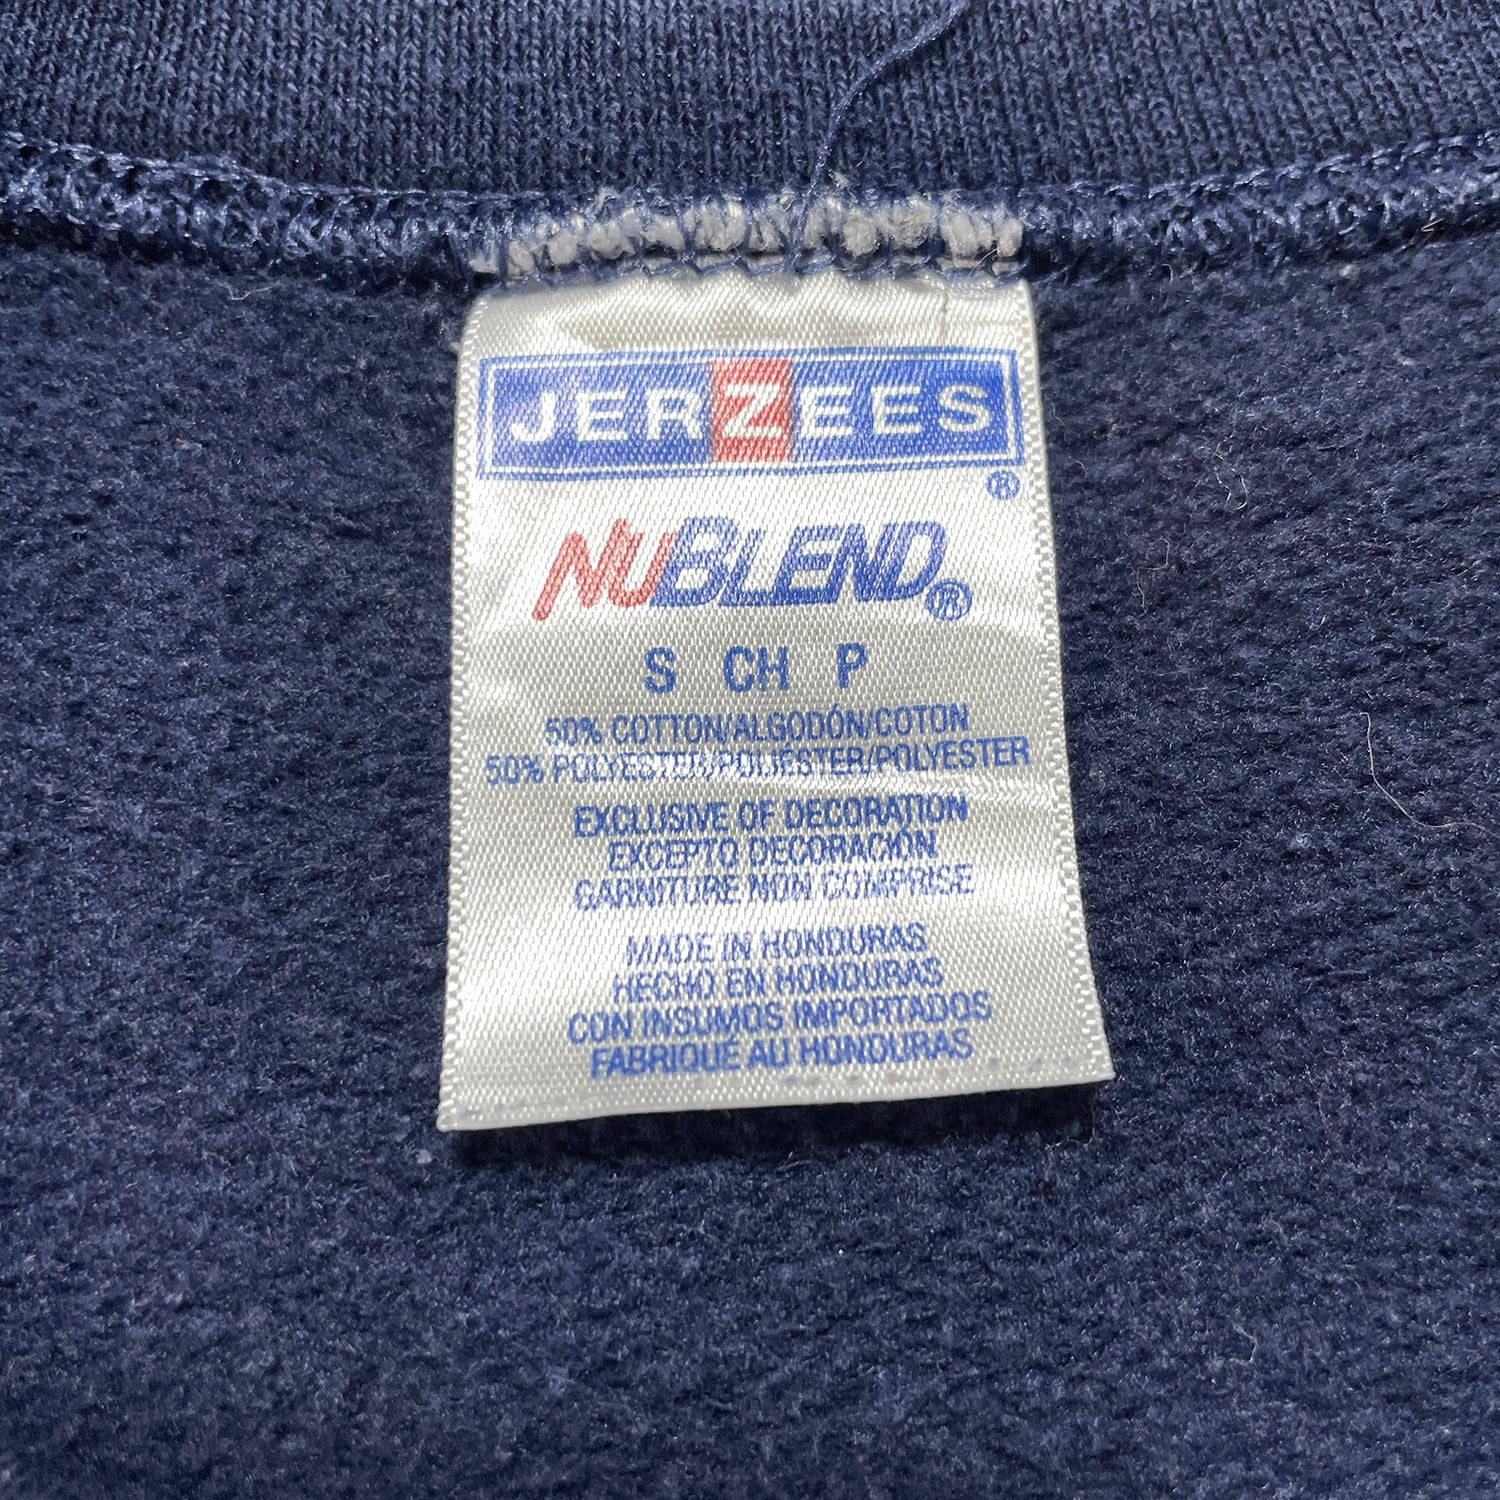 JERZEES
®
NUBLEND®
S CH P
50% COTTON/ALGODÓN/COTON
50% POLYESTER/POLIÉSTER/POLYESTER
EXCLUSIVE OF DECORATION
EXCEPTO DECORACIÓN
GARNITURE NON COMPRISE
MADE IN HONDURAS
HECHO EN HONDURAS
CON INSUMOS IMPORTADOS
FABRIQUÉ AU HONDURAS